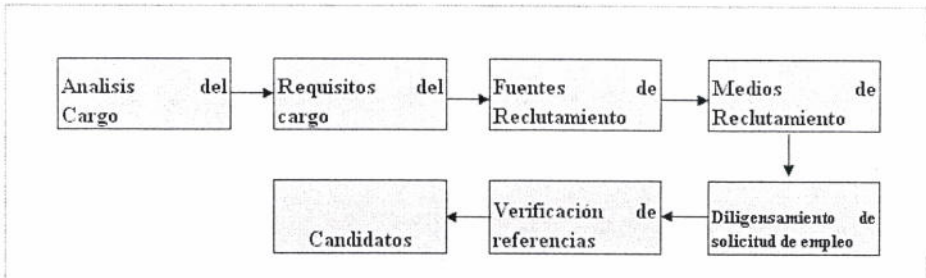 Analisis del
Cargo
Requisitos del
cargo
Fuentes de
Reclutamiento
Medios de
Reclutamiento
Diligensamiento de
solicitud de empleo
Verificación de
referencias
Candidatos